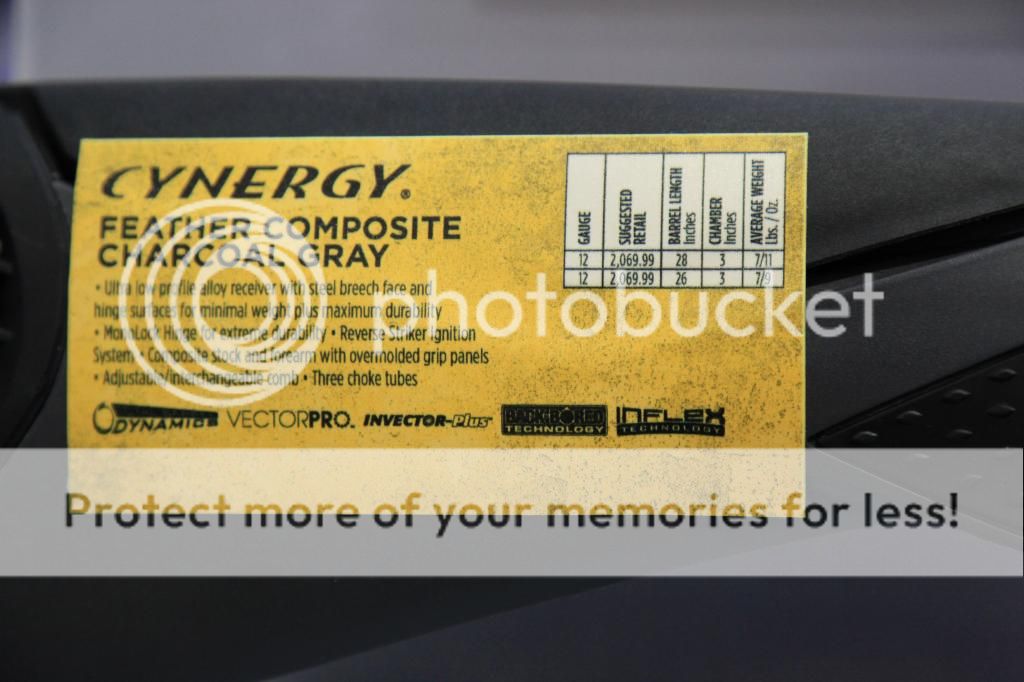 CYNERGY®
FEATHER COMPOSITE
CHARCOAL GRAY
• Ultra low profile alloy receiver with steel breech face and
hinge surfaces for minimal weight plus maximum durability
• MonoLock Hinge for extreme durability • Reverse Striker Ignition
System • Composite stock and forearm with overmolded grip panels
• Adjustable/interchangeable comb • Three choke tubes
GAUGE SUGGESTED RETAIL BARREL LENGTH Inches CHAMBER Inches AVERAGE WEIGHT Lbs. / Oz.
12 2,069.99 28 3 7/11
12 2,069.99 26 3 7/9
DYNAMIC VECTORPRO™ INVECTOR-Plus™ BACK-BORED TECHNOLOGY INFLEX TECHNOLOGY
photobucket
Protect more of your memories for less!